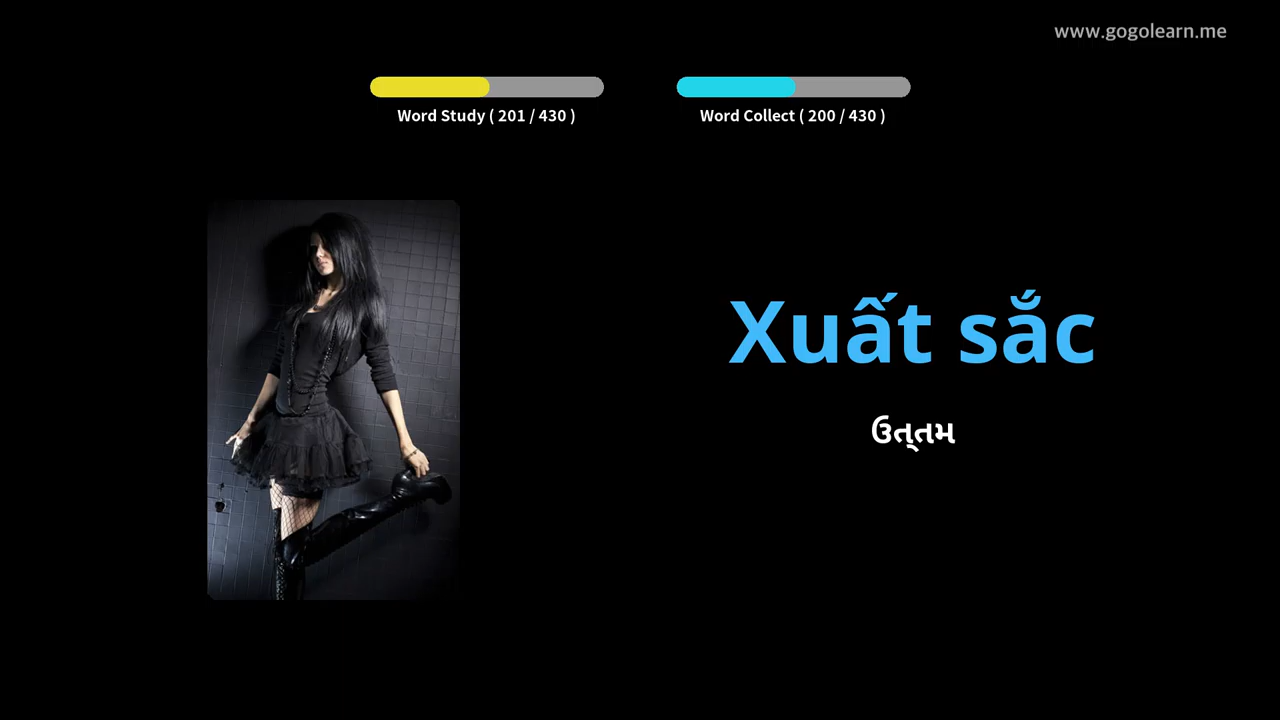 www.gogolearn.me
Word Study ( 201 / 430 )
Word Collect ( 200 / 430 )
Xuất sắc
ઉત્તમ